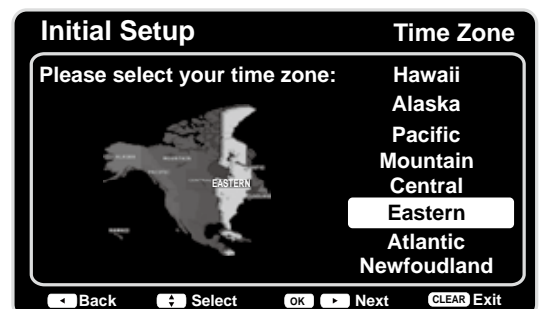 Initial Setup Time Zone
Please select your time zone:
Hawaii
Alaska
Pacific
Mountain
Central
Eastern
Atlantic
Newfoudland
EASTERN
Back Select OK Next CLEAR Exit